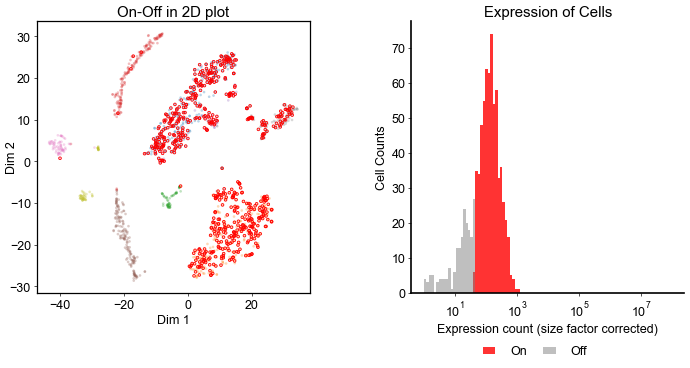 On-Off in 2D plot
30
20
10
0
−10
−20
−30
Dim 2
−40
−20
0
20
Dim 1
Expression of Cells
70
60
50
40
30
20
10
0
Cell Counts
10^1
10^3
10^5
10^7
Expression count (size factor corrected)
On
Off